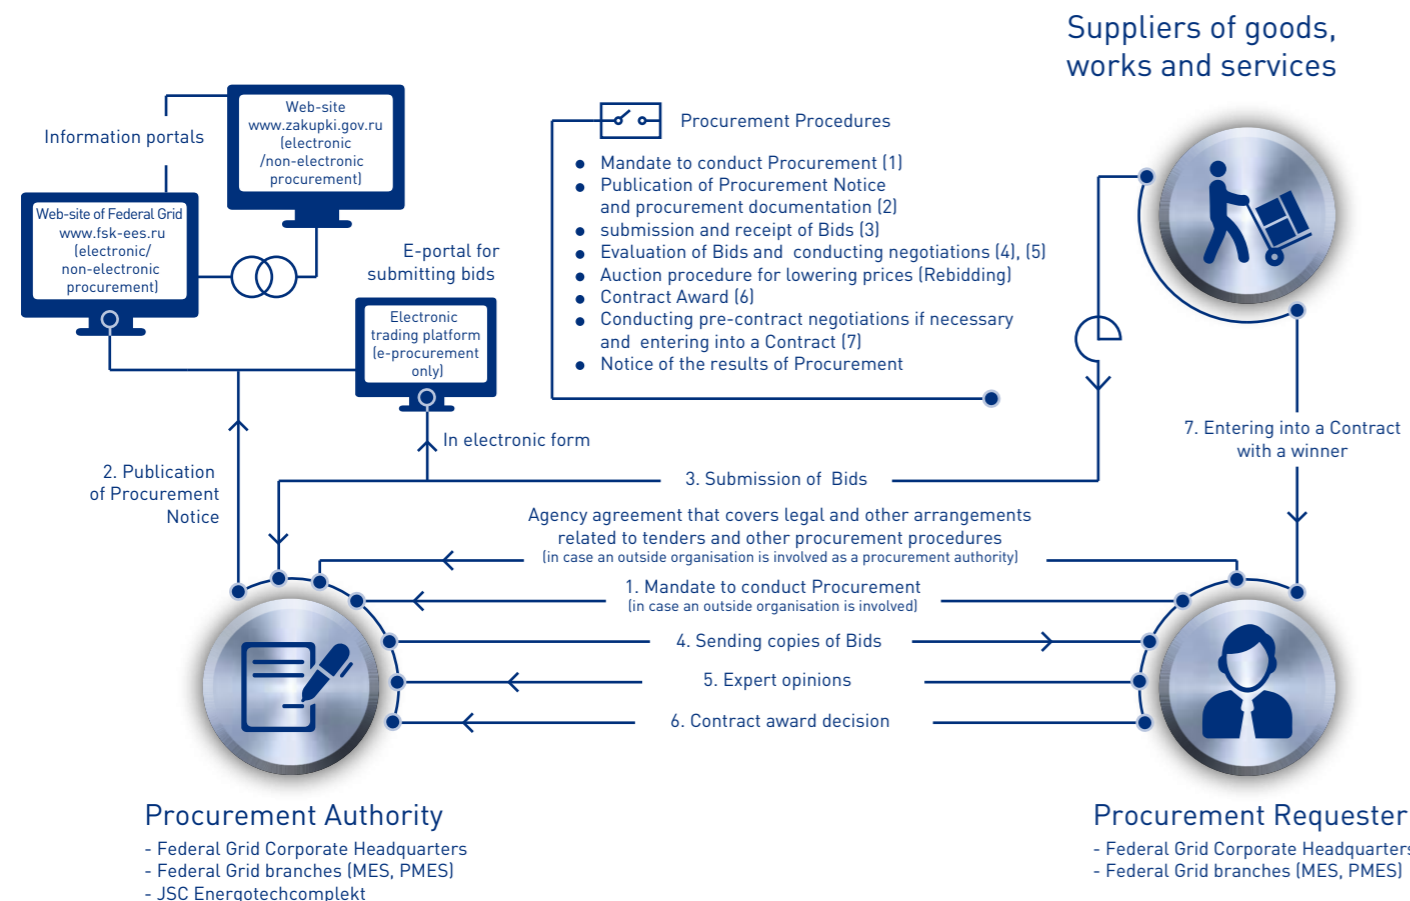 Suppliers of goods,
works and services
Information portals
Web-site
www.zakupki.gov.ru
(electronic
/non-electronic
procurement)
Web-site of Federal Grid
www.fsk-ees.ru
(electronic/
non-electronic
procurement)
E-portal for
submitting bids
Electronic
trading platform
(e-procurement
only)
Procurement Procedures
● Mandate to conduct Procurement (1)
● Publication of Procurement Notice
and procurement documentation (2)
● submission and receipt of Bids (3)
● Evaluation of Bids and conducting negotiations (4), (5)
● Auction procedure for lowering prices (Rebidding)
● Contract Award (6)
● Conducting pre-contract negotiations if necessary
and entering into a Contract (7)
● Notice of the results of Procurement
In electronic form
2. Publication
of Procurement
Notice
3. Submission of Bids
7. Entering into a Contract
with a winner
Agency agreement that covers legal and other arrangements
related to tenders and other procurement procedures
(in case an outside organisation is involved as a procurement authority)
1. Mandate to conduct Procurement
(in case an outside organisation is involved)
4. Sending copies of Bids
5. Expert opinions
6. Contract award decision
Procurement Authority
- Federal Grid Corporate Headquarters
- Federal Grid branches (MES, PMES)
- JSC Energotechcomplekt
Procurement Requester
- Federal Grid Corporate Headquarters
- Federal Grid branches (MES, PMES)